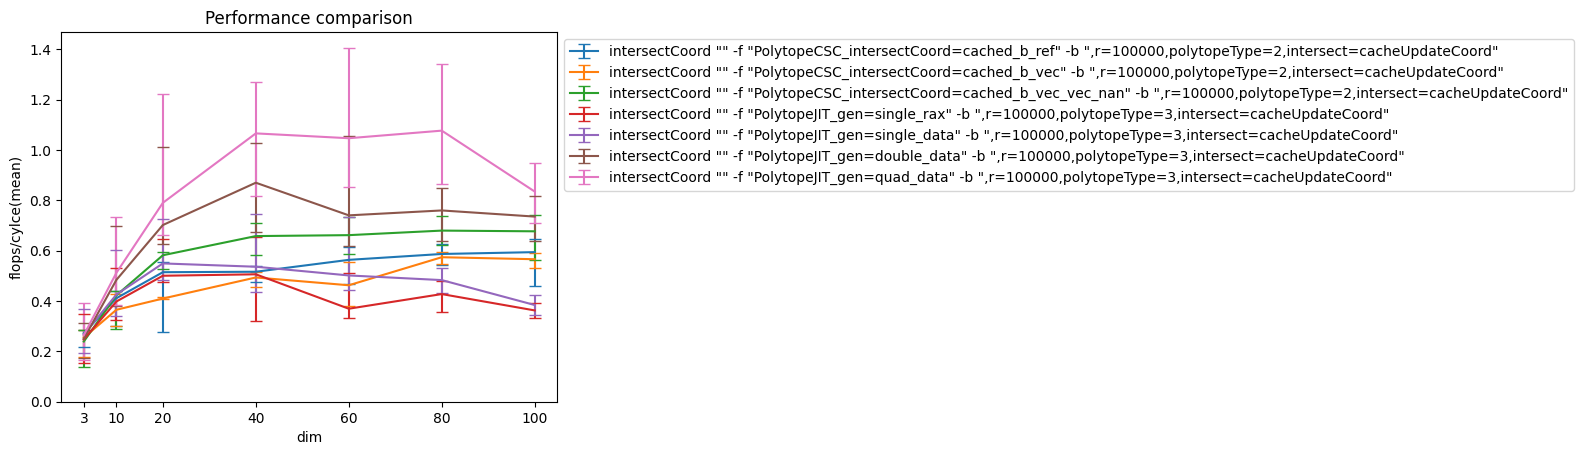 Performance comparison
flops/cylce(mean)
1.4
1.2
1.0
0.8
0.6
0.4
0.2
0.0
3 10 20 40 60 80 100
dim
intersectCoord "" -f "PolytopeCSC_intersectCoord=cached_b_ref" -b ",r=100000,polytopeType=2,intersect=cacheUpdateCoord"
intersectCoord "" -f "PolytopeCSC_intersectCoord=cached_b_vec" -b ",r=100000,polytopeType=2,intersect=cacheUpdateCoord"
intersectCoord "" -f "PolytopeCSC_intersectCoord=cached_b_vec_vec_nan" -b ",r=100000,polytopeType=2,intersect=cacheUpdateCoord"
intersectCoord "" -f "PolytopeJIT_gen=single_rax" -b ",r=100000,polytopeType=3,intersect=cacheUpdateCoord"
intersectCoord "" -f "PolytopeJIT_gen=single_data" -b ",r=100000,polytopeType=3,intersect=cacheUpdateCoord"
intersectCoord "" -f "PolytopeJIT_gen=double_data" -b ",r=100000,polytopeType=3,intersect=cacheUpdateCoord"
intersectCoord "" -f "PolytopeJIT_gen=quad_data" -b ",r=100000,polytopeType=3,intersect=cacheUpdateCoord"